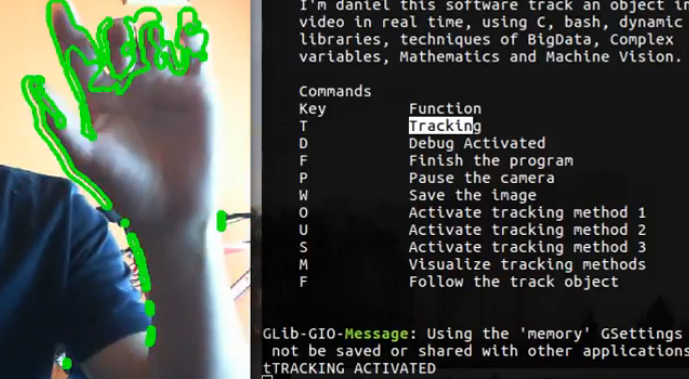 I'm daniel this software track an object in
video in real time, using C, bash, dynamic
libraries, techniques of BigData, Complex
variables, Mathematics and Machine Vision.
Commands
Key Function
T Tracking
D Debug Activated
F Finish the program
P Pause the camera
W Save the image
O Activate tracking method 1
U Activate tracking method 2
S Activate tracking method 3
M Visualize tracking methods
F Follow the track object
GLib-GIO-Message: Using the 'memory' GSettings
not be saved or shared with other applications
tTRACKING ACTIVATED